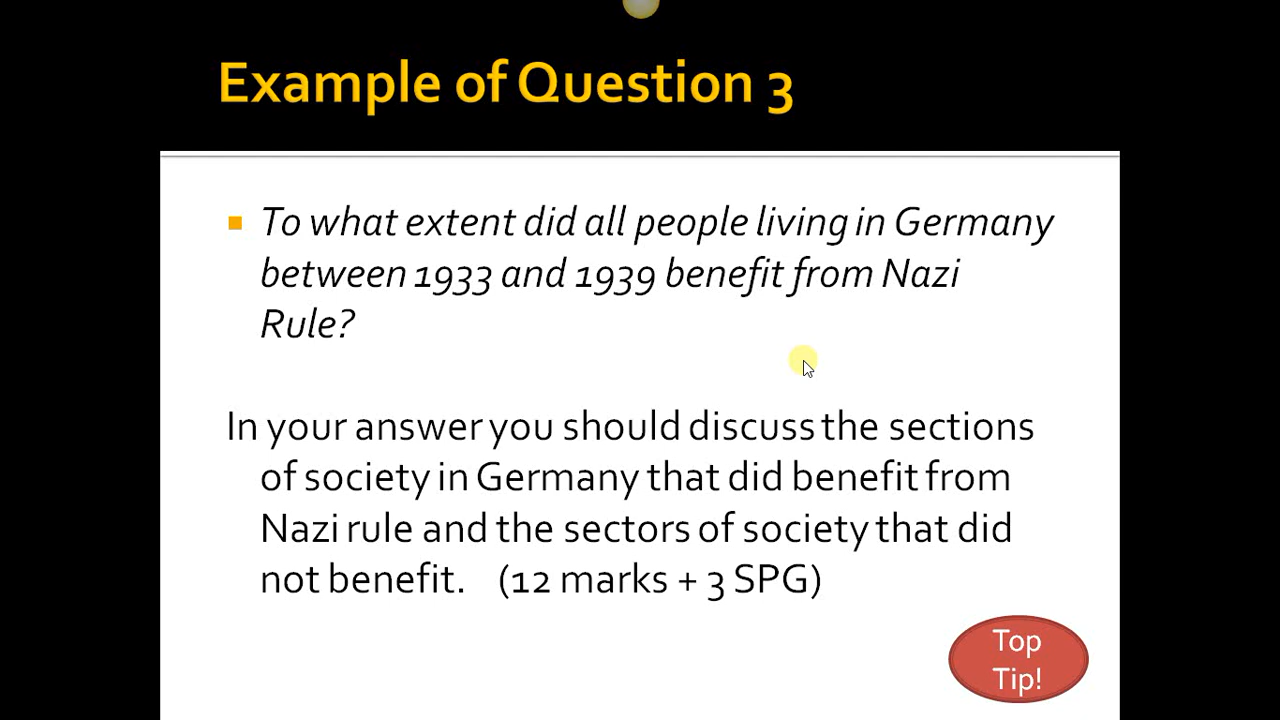 Example of Question 3
To what extent did all people living in Germany
between 1933 and 1939 benefit from Nazi
Rule?
In your answer you should discuss the sections
of society in Germany that did benefit from
Nazi rule and the sectors of society that did
not benefit. (12 marks + 3 SPG)
Top
Tip!